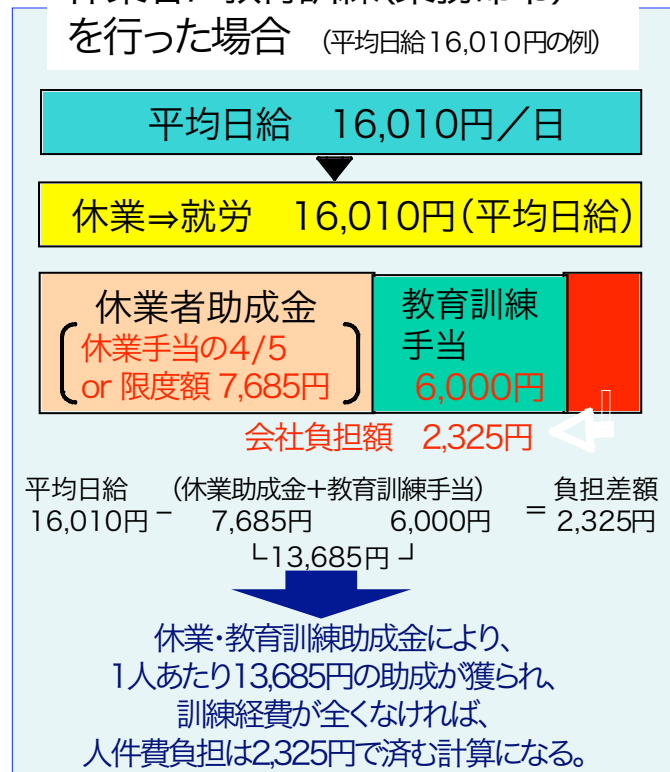 を行った場合 (平均日給16,010円の例)
平均日給 16,010円/日
休業⇒就労 16,010円(平均日給)
休業者助成金
休業手当の4/5
or 限度額 7,685円
教育訓練
手当
6,000円
会社負担額 2,325円
平均日給 (休業助成金+教育訓練手当) 負担差額
16,010円 − 7,685円 6,000円 = 2,325円
└13,685円┘
休業・教育訓練助成金により、
1人あたり13,685円の助成が獲られ、
訓練経費が全くなければ、
人件費負担は2,325円で済む計算になる。